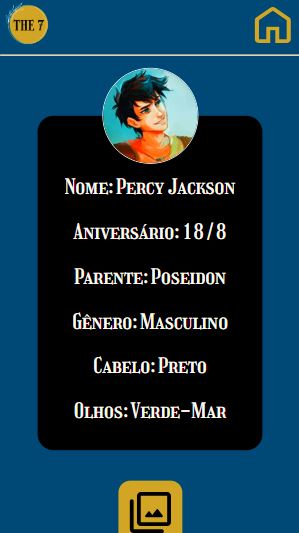 THE 7
Nome: Percy Jackson
Aniversário: 18/8
Parente: Poseidon
Gênero: Masculino
Cabelo: Preto
Olhos: Verde-Mar